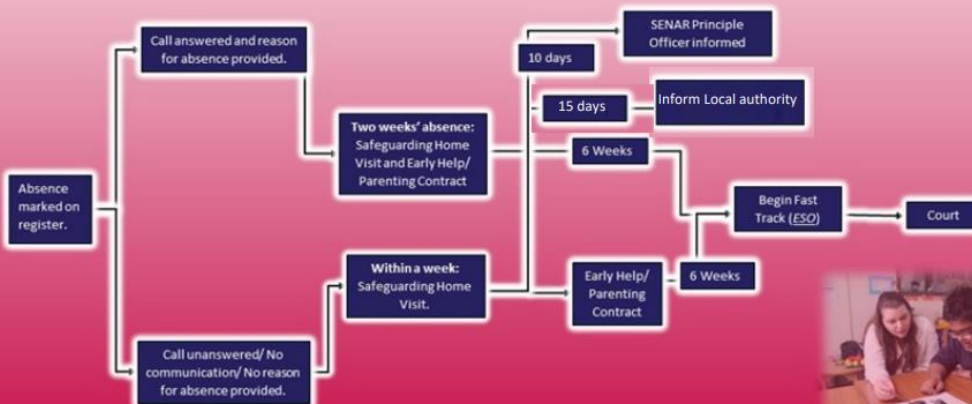 Absence
marked on
register.
Call answered and reason
for absence provided.
Call unanswered/ No
communication/ No reason
for absence provided.
Two weeks' absence:
Safeguarding Home
Visit and Early Help/
Parenting Contract
Within a week:
Safeguarding Home
Visit.
10 days
SENAR Principle
Officer informed
15 days
Inform Local authority
6 Weeks
Early Help/
Parenting
Contract
6 Weeks
Begin Fast
Track (ESO)
Court